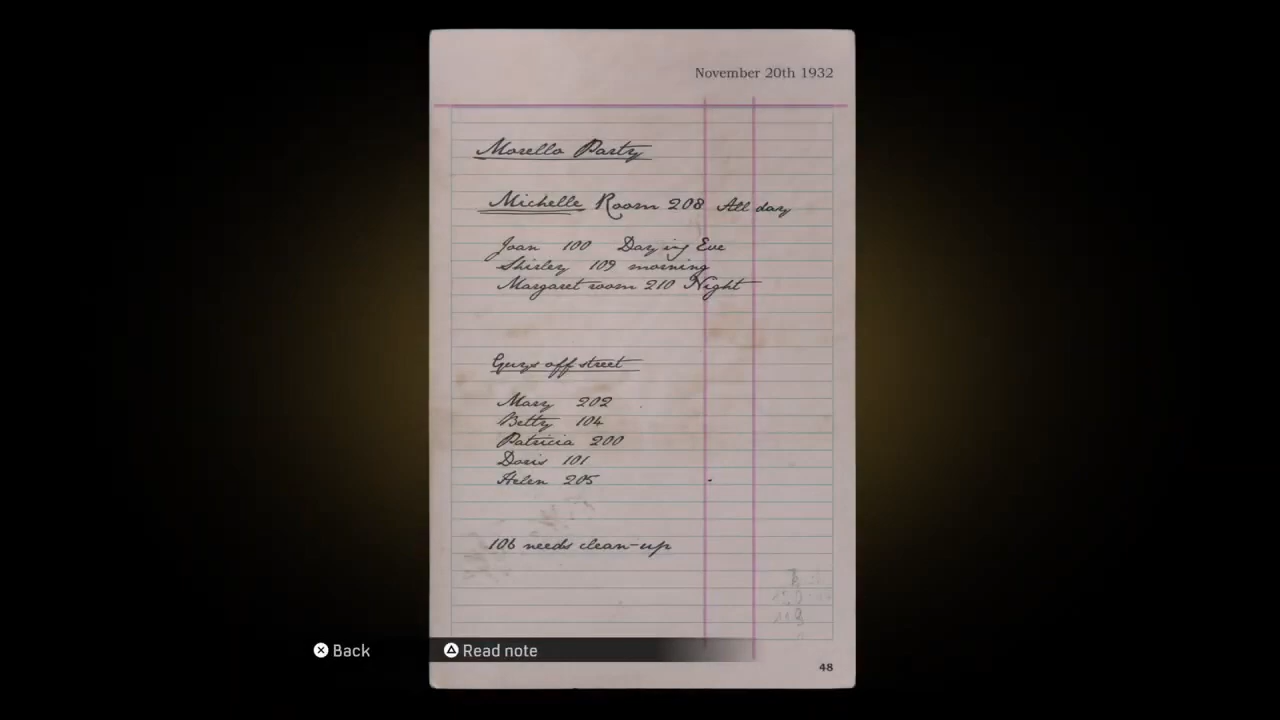 November 20th 1932
Morello Party
Michelle Room 208 All day
Joan 100 Daying Eve
Shirley 109 morning
Margaret room 210 Night
Guys off street
Mary 202
Betty 104
Patricia 200
Doris 101
Helen 205
106 needs clean-up
Back
Read note
48